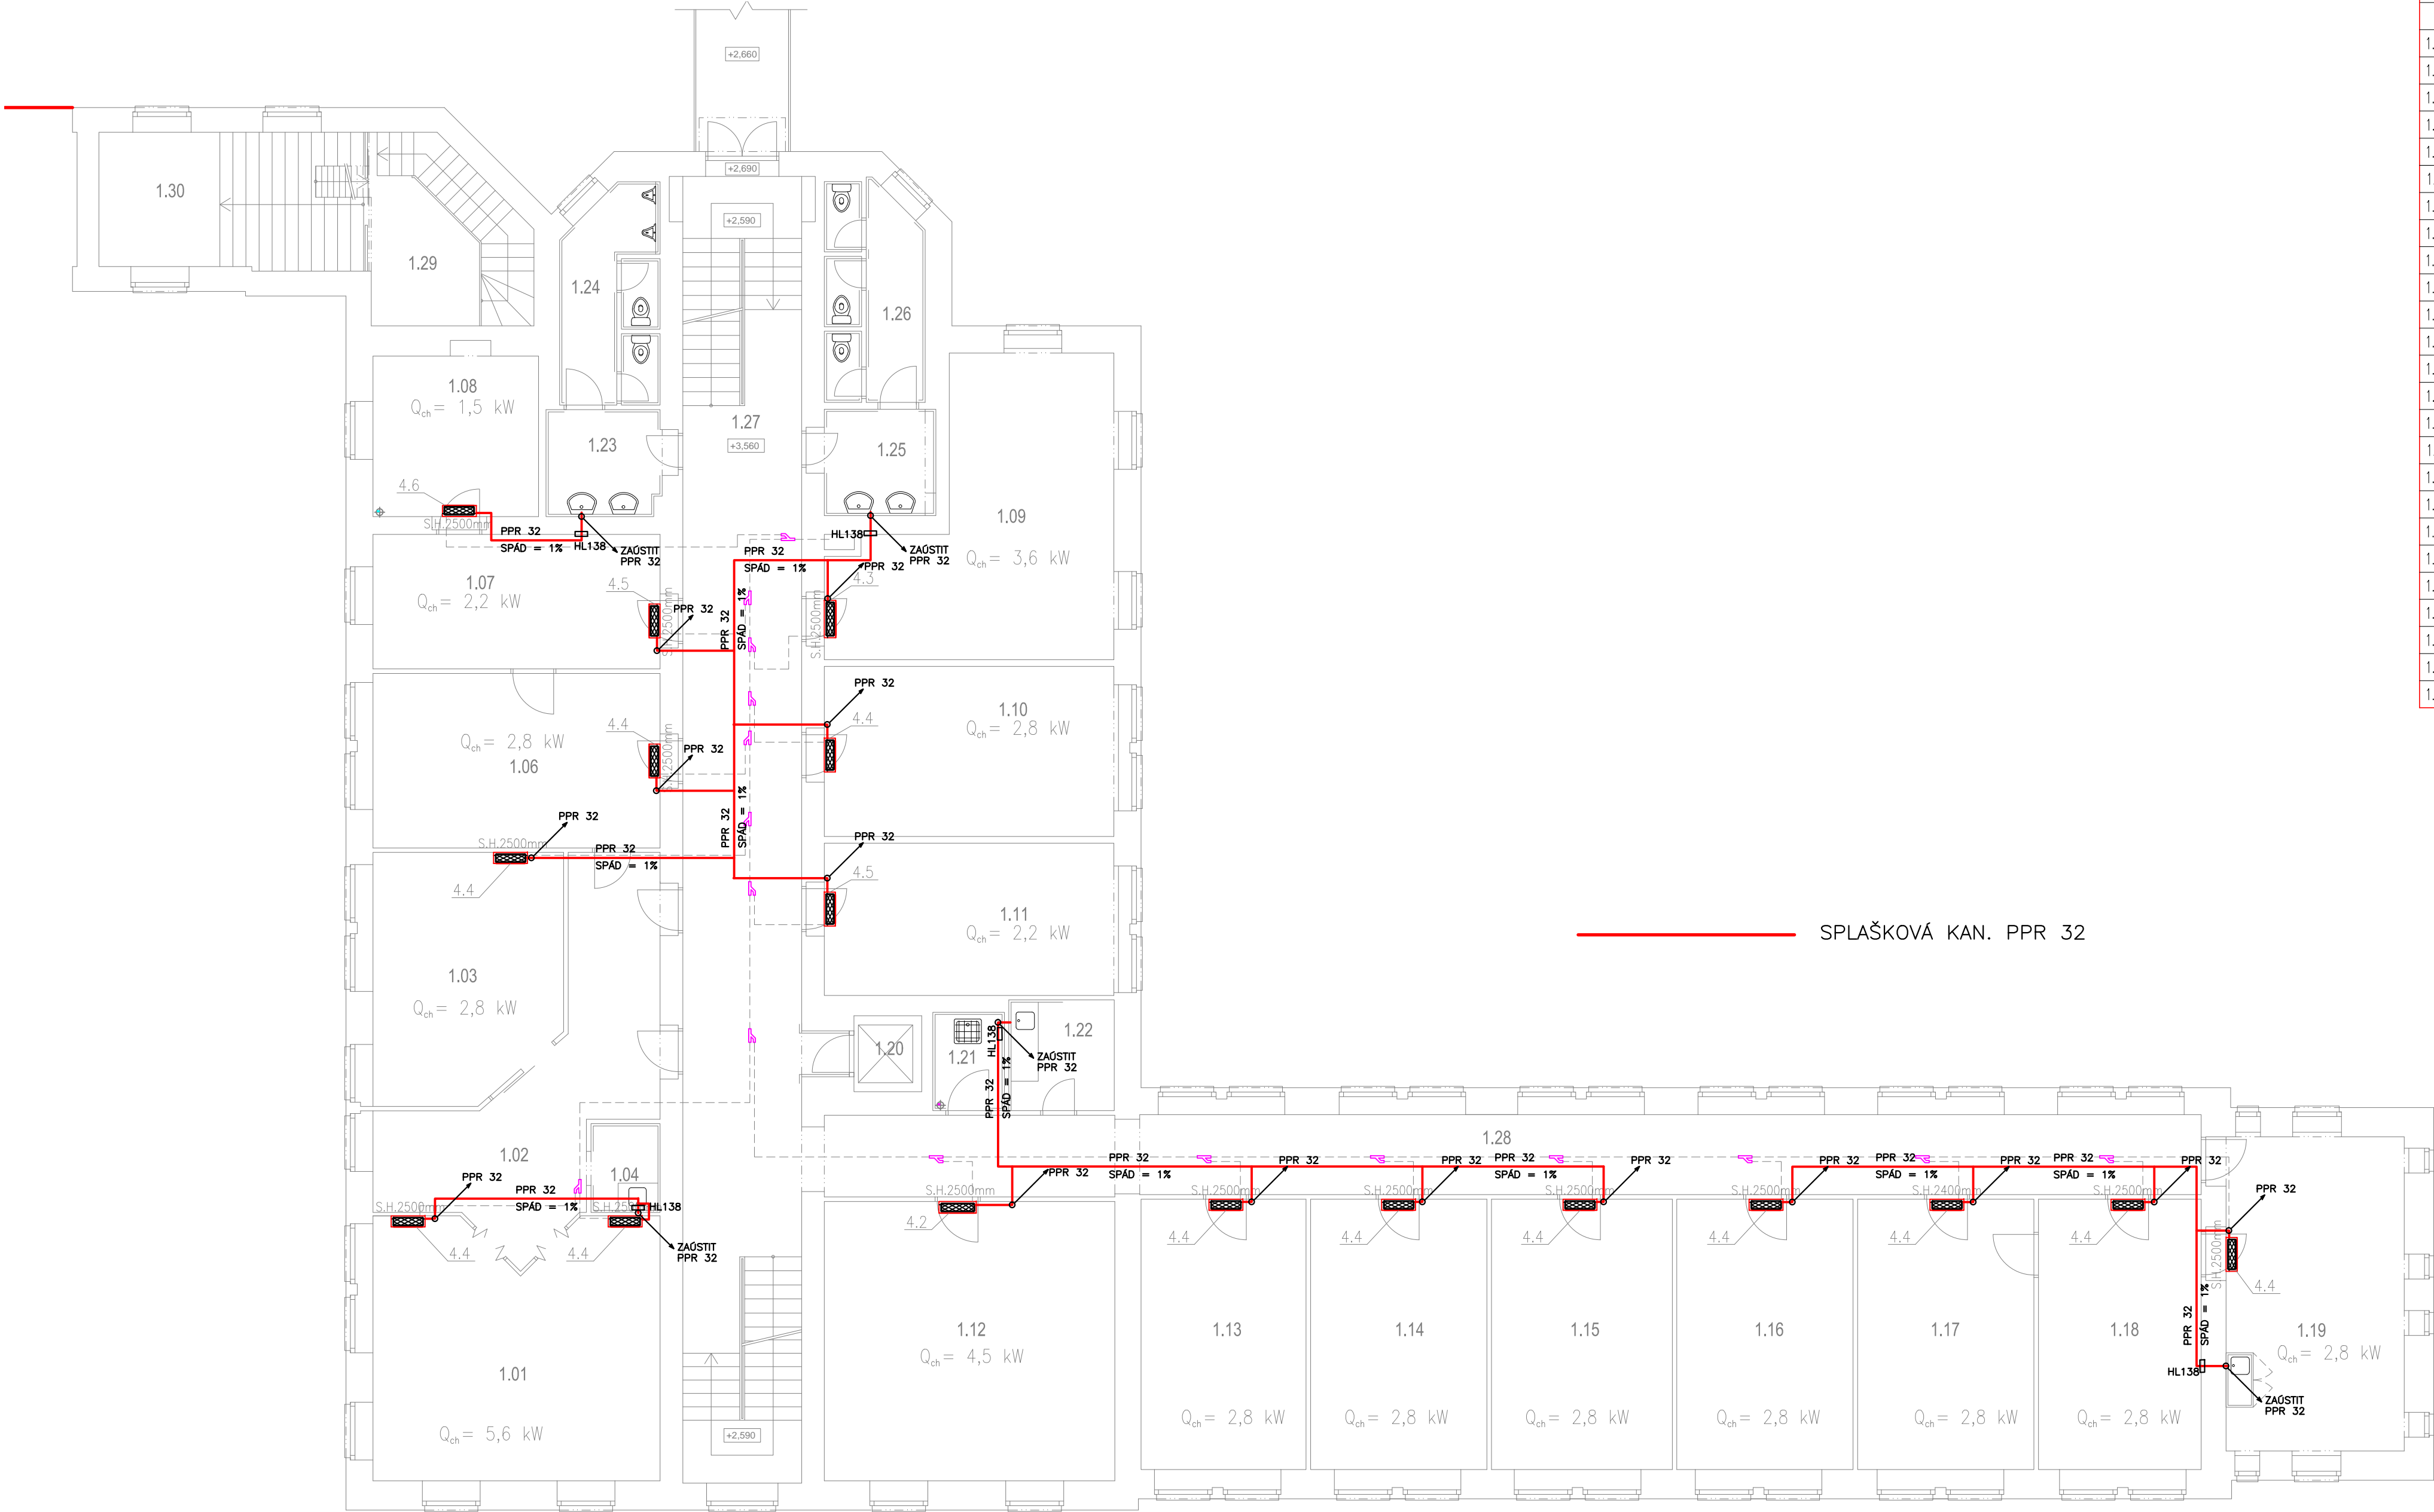 +2,660
+2,690
+2,590
1.30
1.29
1.24
1.26
1.08
Qch= 1,5 kW
1.23
1.27
+3,560
1.25
4.6
S.H.2500mm
PPR 32
SPÁD = 1%
HL138
ZAÚSTIT
PPR 32
HL138
ZAÚSTIT
PPR 32
PPR 32
SPÁD = 1%
1.09
Qch= 3,6 kW
PPR 32
4.3
S.H.2500mm
1.07
Qch= 2,2 kW
4.5
S.H.2500mm
PPR 32
PPR 32
SPÁD = 1%
PPR 32
1.10
Qch= 2,8 kW
4.4
Qch= 2,8 kW
1.06
4.4
S.H.2500mm
PPR 32
PPR 32
SPÁD = 1%
PPR 32
S.H.2500mm
PPR 32
SPÁD = 1%
4.4
PPR 32
4.5
1.11
Qch= 2,2 kW
SPLAŠKOVÁ KAN. PPR 32
1.03
Qch= 2,8 kW
1.20
1.21
1.22
HL138
ZAÚSTIT
PPR 32
PPR 32
SPÁD = 1%
1.28
1.02
1.04
PPR 32
PPR 32
SPÁD = 1%
HL138
S.H.2500mm
S.H.250
4.4
4.4
ZAÚSTIT
PPR 32
1.01
Qch= 5,6 kW
+2,590
S.H.2500mm
4.2
PPR 32
PPR 32
SPÁD = 1%
1.12
Qch= 4,5 kW
S.H.2500mm
4.4
PPR 32
1.13
Qch= 2,8 kW
S.H.2500mm
4.4
PPR 32
1.14
Qch= 2,8 kW
PPR 32
SPÁD = 1%
S.H.2500mm
4.4
PPR 32
1.15
Qch= 2,8 kW
S.H.2500mm
4.4
PPR 32
1.16
Qch= 2,8 kW
PPR 32
SPÁD = 1%
S.H.2400mm
4.4
PPR 32
1.17
Qch= 2,8 kW
PPR 32
SPÁD = 1%
S.H.2500mm
4.4
PPR 32
1.18
Qch= 2,8 kW
PPR 32
S.H.2500mm
4.4
PPR 32
SPÁD = 1%
1.19
Qch= 2,8 kW
HL138
ZAÚSTIT
PPR 32